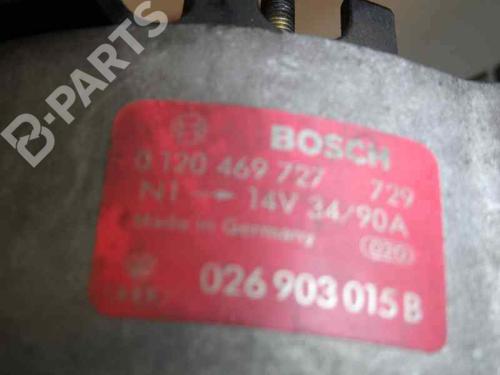 B-PARTS
BOSCH
0 120 469 727 729
N1 → 14V 34/90A
Made in Germany 020
026 903 015 B